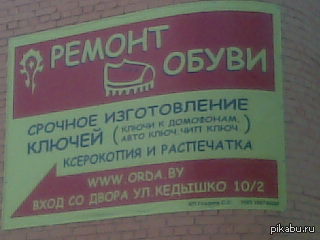 РЕМОНТ
ОБУВИ
СРОЧНОЕ ИЗГОТОВЛЕНИЕ
КЛЮЧЕЙ (КЛЮЧИ К ДОМОФОНАМ,
АВТО КЛЮЧ, ЧИП КЛЮЧ)
КСЕРОКОПИЯ И РАСПЕЧАТКА
WWW.ORDA.BY
ВХОД СО ДВОРА УЛ.КЕДЫШКО 10/2
pikabu.ru